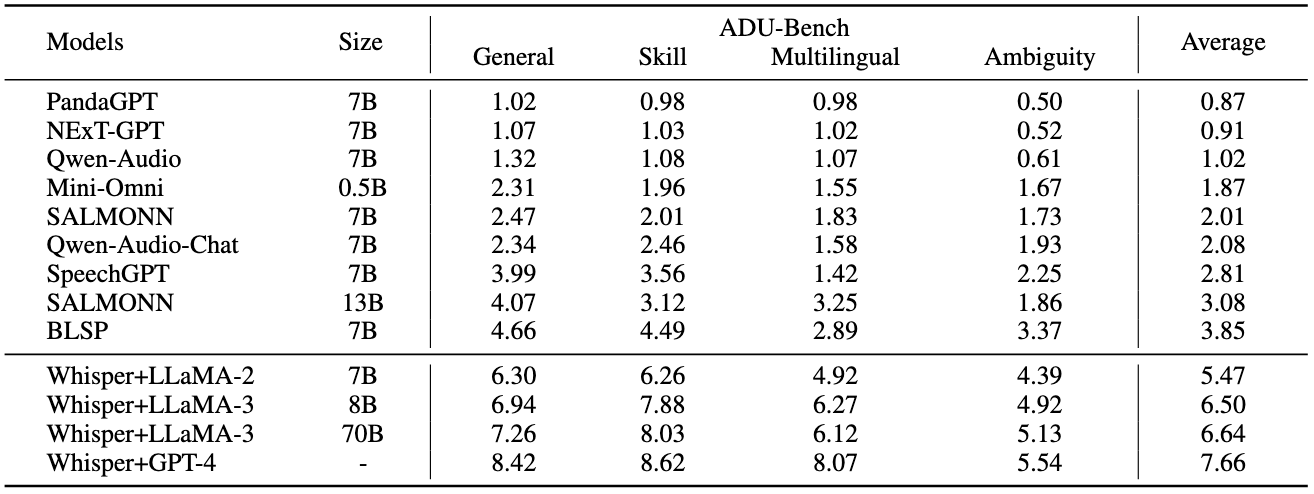 Models Size ADU-Bench Average
General Skill Multilingual Ambiguity
PandaGPT 7B 1.02 0.98 0.98 0.50 0.87
NExT-GPT 7B 1.07 1.03 1.02 0.52 0.91
Qwen-Audio 7B 1.32 1.08 1.07 0.61 1.02
Mini-Omni 0.5B 2.31 1.96 1.55 1.67 1.87
SALMONN 7B 2.47 2.01 1.83 1.73 2.01
Qwen-Audio-Chat 7B 2.34 2.46 1.58 1.93 2.08
SpeechGPT 7B 3.99 3.56 1.42 2.25 2.81
SALMONN 13B 4.07 3.12 3.25 1.86 3.08
BLSP 7B 4.66 4.49 2.89 3.37 3.85
Whisper+LLaMA-2 7B 6.30 6.26 4.92 4.39 5.47
Whisper+LLaMA-3 8B 6.94 7.88 6.27 4.92 6.50
Whisper+LLaMA-3 70B 7.26 8.03 6.12 5.13 6.64
Whisper+GPT-4 - 8.42 8.62 8.07 5.54 7.66